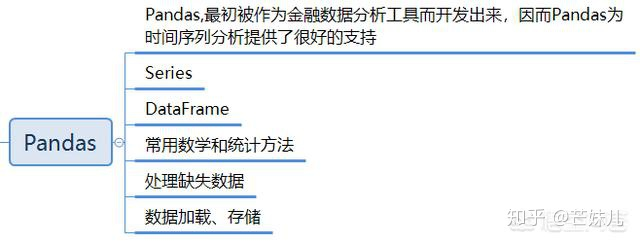 Pandas,最初被作为金融数据分析工具而开发出来，因而Pandas为
时间序列分析提供了很好的支持
Series
DataFrame
Pandas
常用数学和统计方法
处理缺失数据
数据加载、存储
知乎 @芒妹儿